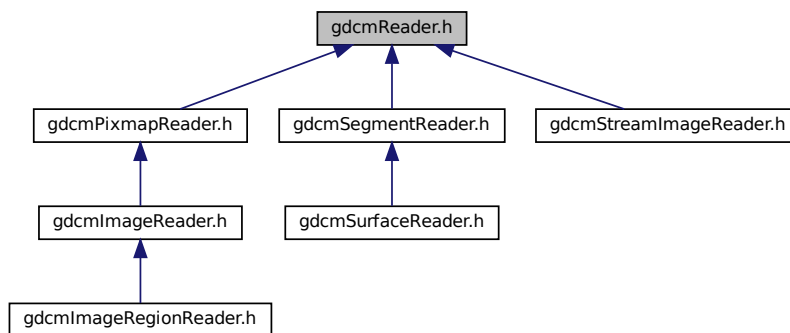 gdcmReader.h
gdcmPixmapReader.h
gdcmSegmentReader.h
gdcmStreamImageReader.h
gdcmImageReader.h
gdcmSurfaceReader.h
gdcmImageRegionReader.h